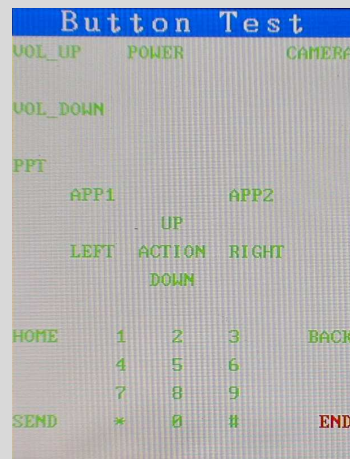 Button Test
VOL_UP POWER CAMERA
VOL_DOWN
PPT
APP1 APP2
UP
LEFT ACTION RIGHT
DOWN
HOME 1 2 3 BACK
4 5 6
7 8 9
SEND * 0 # END